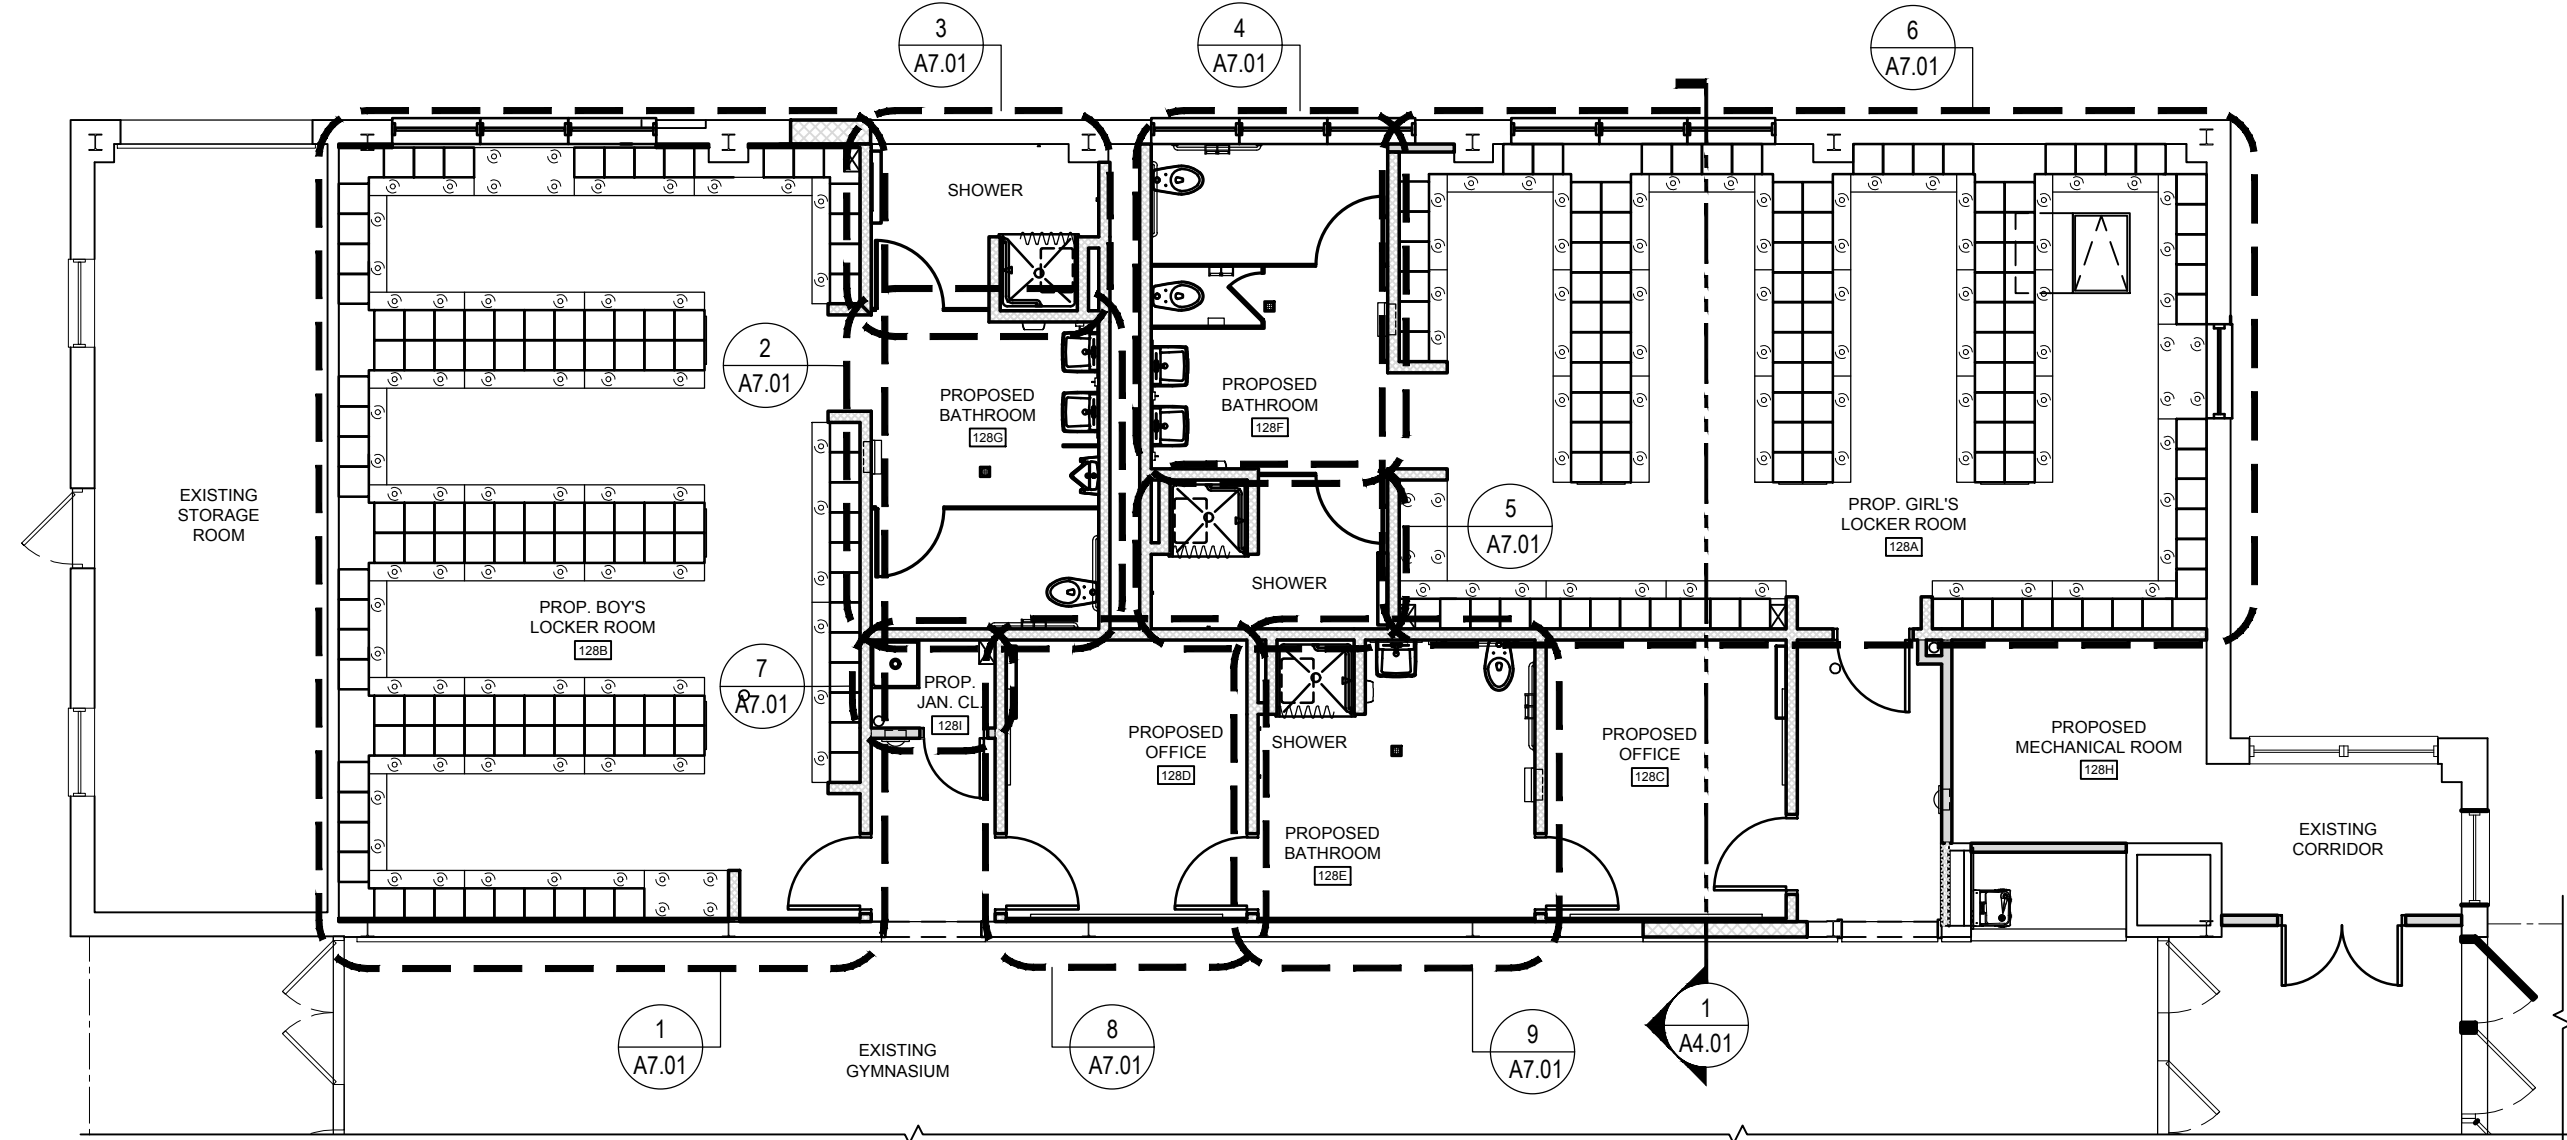 3
A7.01
4
A7.01
6
A7.01
SHOWER
2
A7.01
PROPOSED
BATHROOM
128G
PROPOSED
BATHROOM
128F
EXISTING
STORAGE
ROOM
5
A7.01
PROP. GIRL'S
LOCKER ROOM
128A
SHOWER
PROP. BOY'S
LOCKER ROOM
128B
7
A7.01
PROP.
JAN. CL.
128I
PROPOSED
OFFICE
128D
SHOWER
PROPOSED
OFFICE
128C
PROPOSED
MECHANICAL ROOM
128H
PROPOSED
BATHROOM
128E
EXISTING
CORRIDOR
1
A7.01
EXISTING
GYMNASIUM
8
A7.01
9
A7.01
1
A4.01